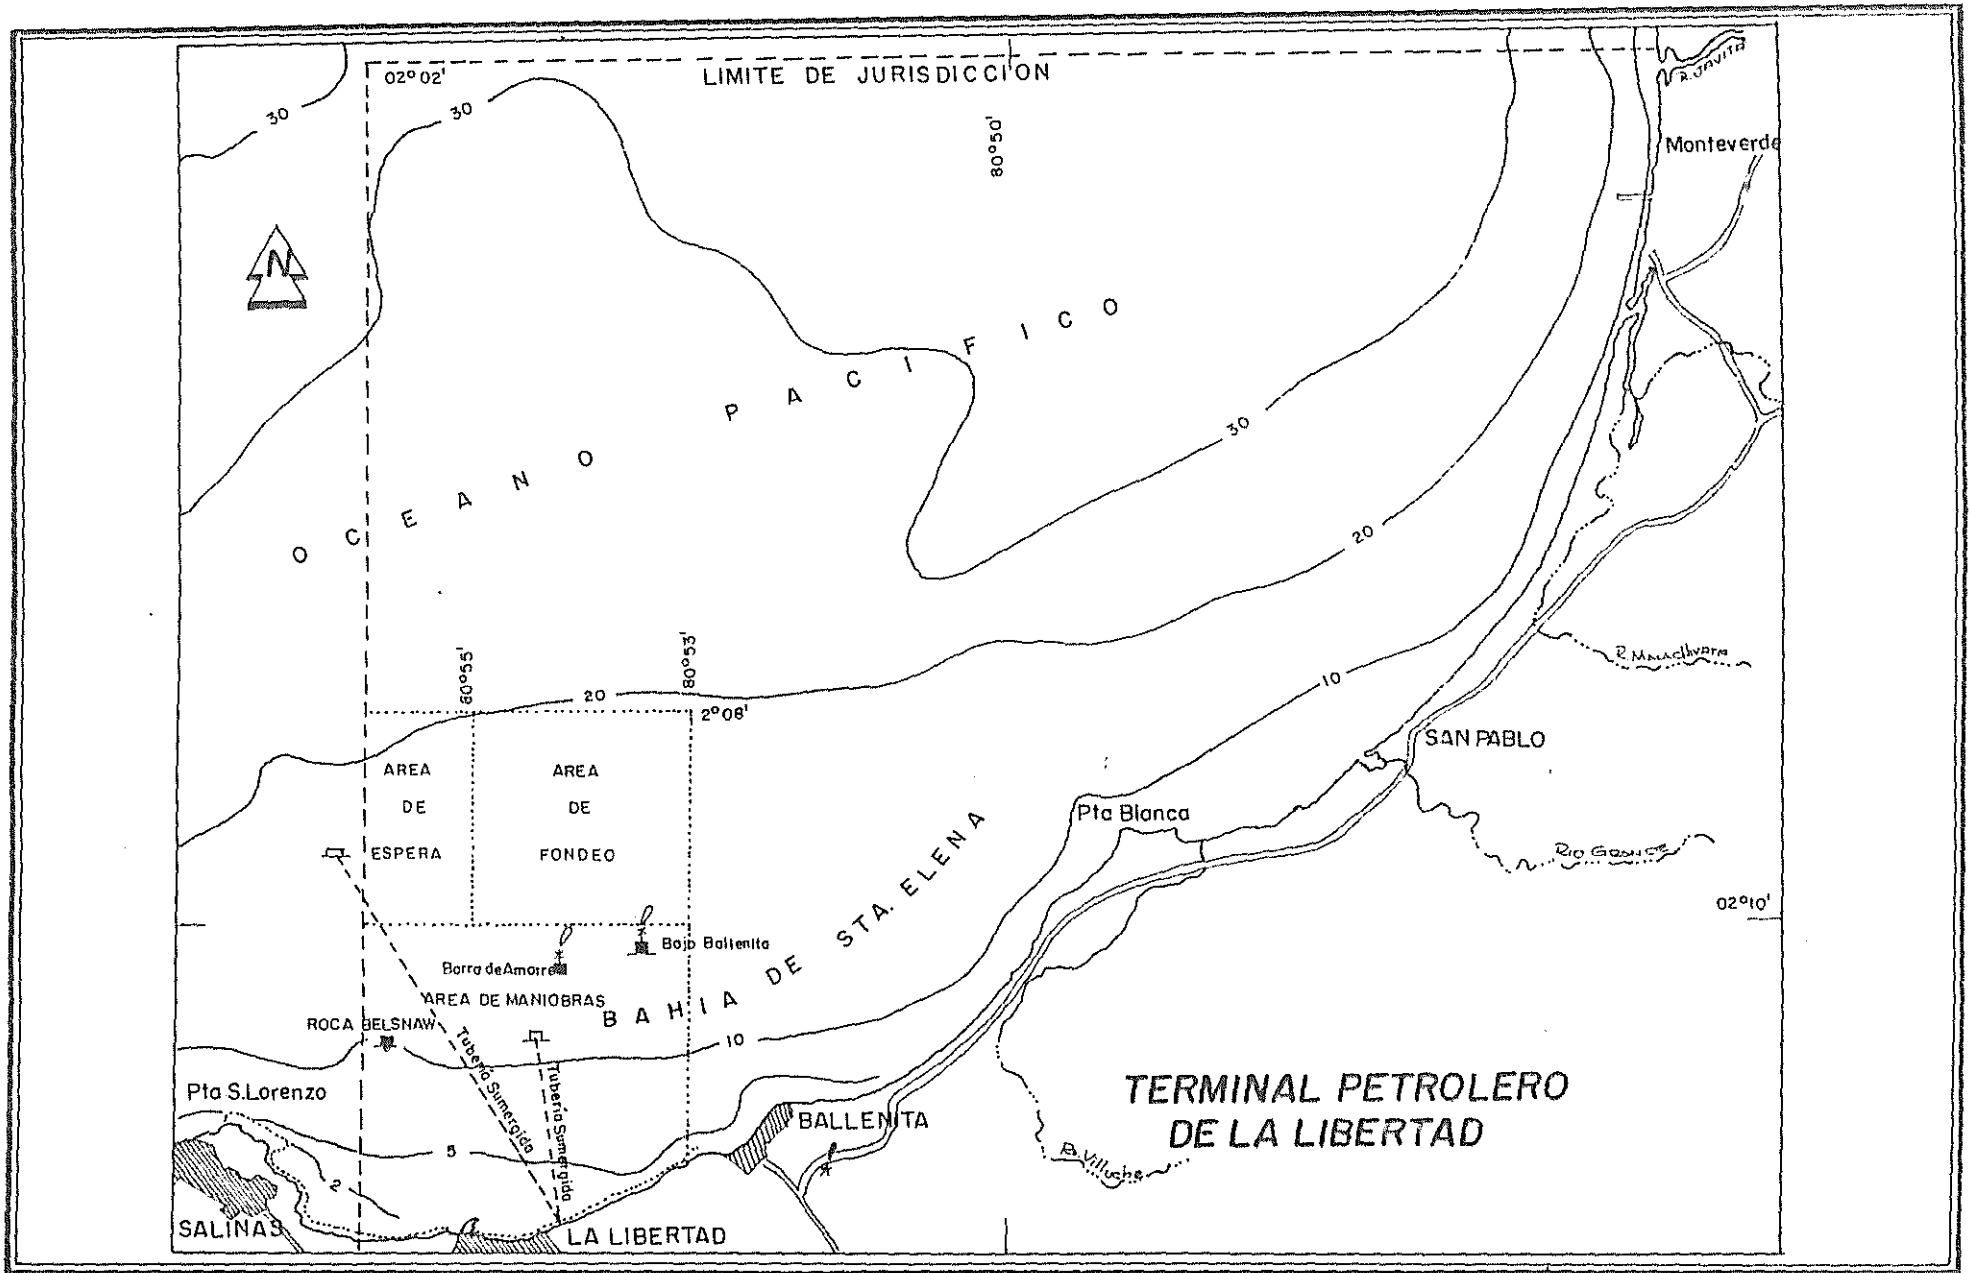 02° 02'
LIMITE DE JURISDICCION
R. JAVITA
30
30
80°50'
Monteverde
N
OCEANO PACIFICO
30
20
80°55'
80°53'
20
2°08'
10
R. MALACHVATA
SAN PABLO
AREA
DE
ESPERA
AREA
DE
FONDEO
Pta Blanca
RIO GRANDE
02°10'
BAHIA DE STA. ELENA
Bajo Ballenita
Barra de Amarre
AREA DE MANIOBRAS
ROCA BELSNAW
10
Tubería Sumergida
Tubería Sumergida
Pta S.Lorenzo
TERMINAL PETROLERO
DE LA LIBERTAD
BALLENITA
5
2
Villuche
SALINAS
LA LIBERTAD